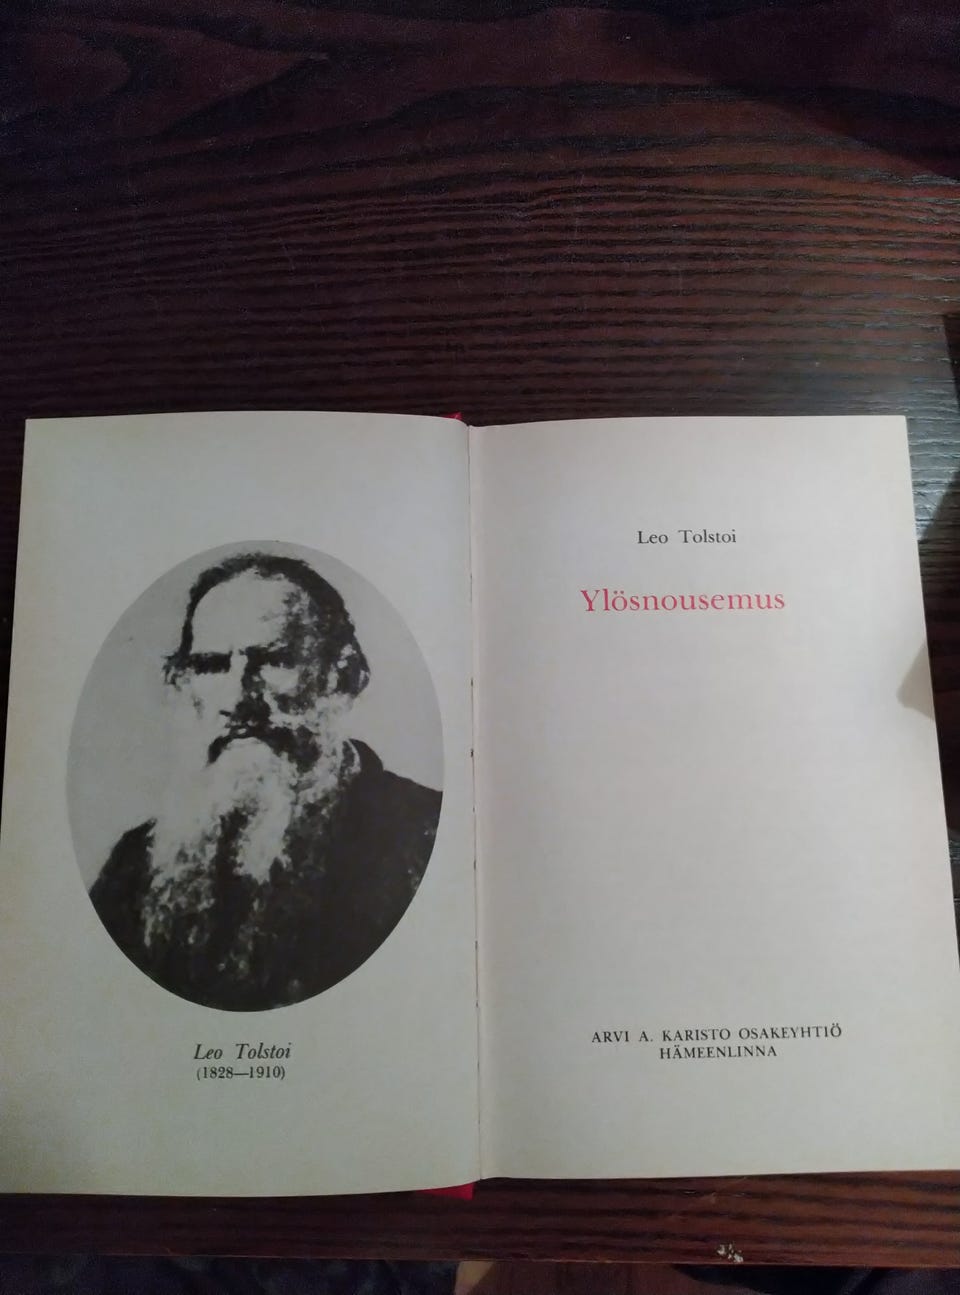 Leo Tolstoi
(1828—1910)
Leo Tolstoi
Ylösnousemus
ARVI A. KARISTO OSAKEYHTIÖ
HÄMEENLINNA